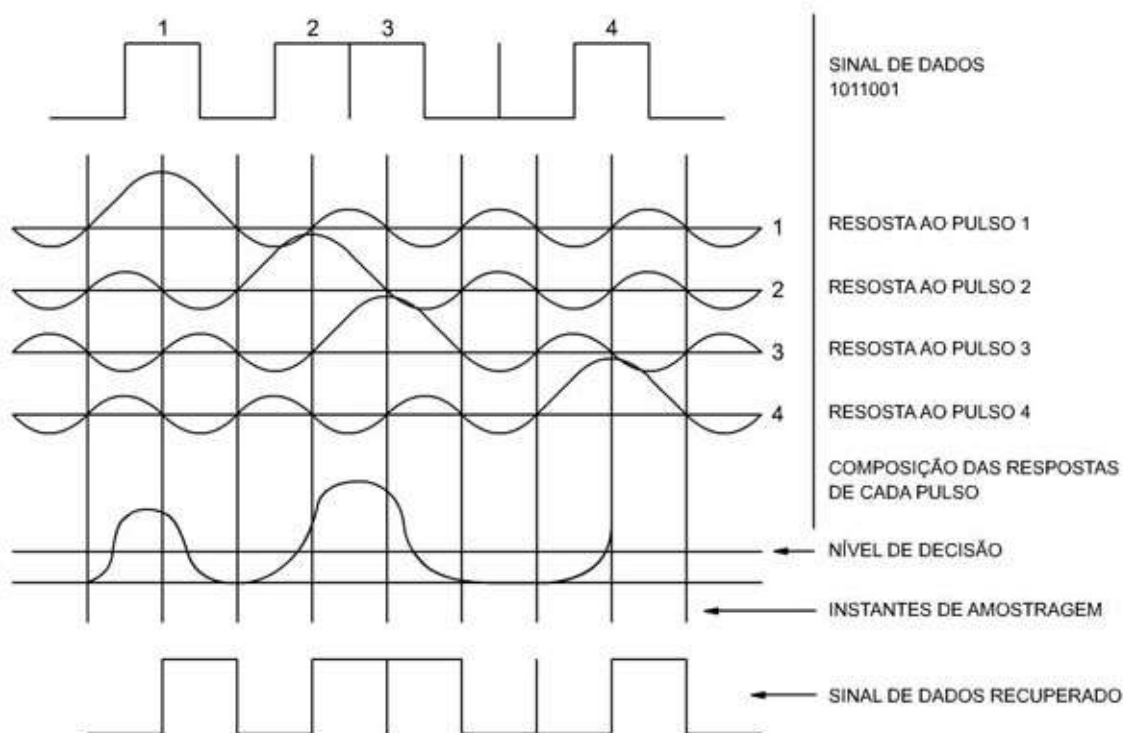 1 2 3 4
SINAL DE DADOS
1011001
1 RESOSTA AO PULSO 1
2 RESOSTA AO PULSO 2
3 RESOSTA AO PULSO 3
4 RESOSTA AO PULSO 4
COMPOSIÇÃO DAS RESPOSTAS
DE CADA PULSO
NÍVEL DE DECISÃO
INSTANTES DE AMOSTRAGEM
SINAL DE DADOS RECUPERADO